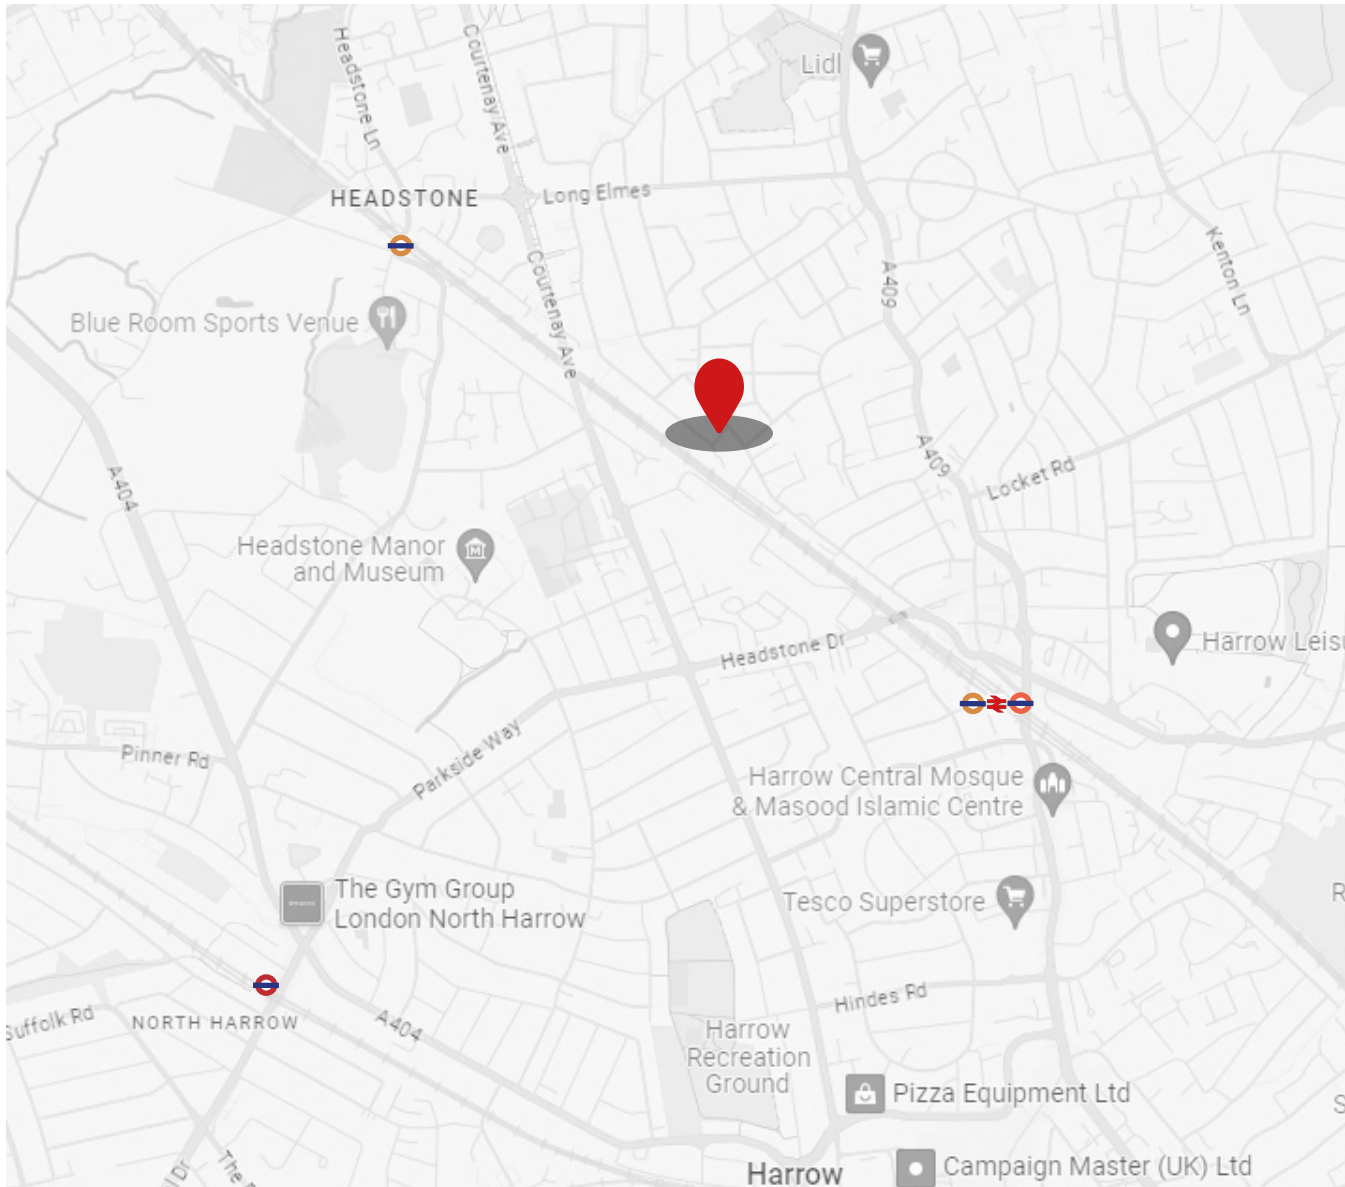 Headstone Ln
Courtenay Ave
Lidl
HEADSTONE
Long Elmes
Kenton Ln
A409
Courtenay Ave
Blue Room Sports Venue
A409
Locket Rd
A404
Headstone Manor
and Museum
Headstone Dr
Harrow Leisu
Pinner Rd
Parkside Way
Harrow Central Mosque
& Masood Islamic Centre
The Gym Group
London North Harrow
Tesco Superstore
R
Hindes Rd
Suffolk Rd
NORTH HARROW
A404
Harrow
Recreation
Ground
Pizza Equipment Ltd
S
Harrow
Campaign Master (UK) Ltd
l Dr
The